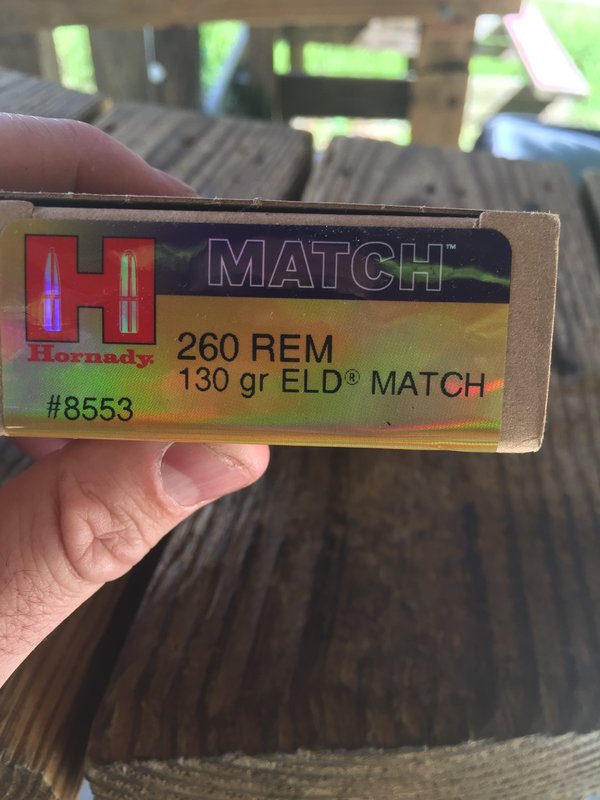 MATCH™
H
Hornady®
260 REM
130 gr ELD® MATCH
#8553